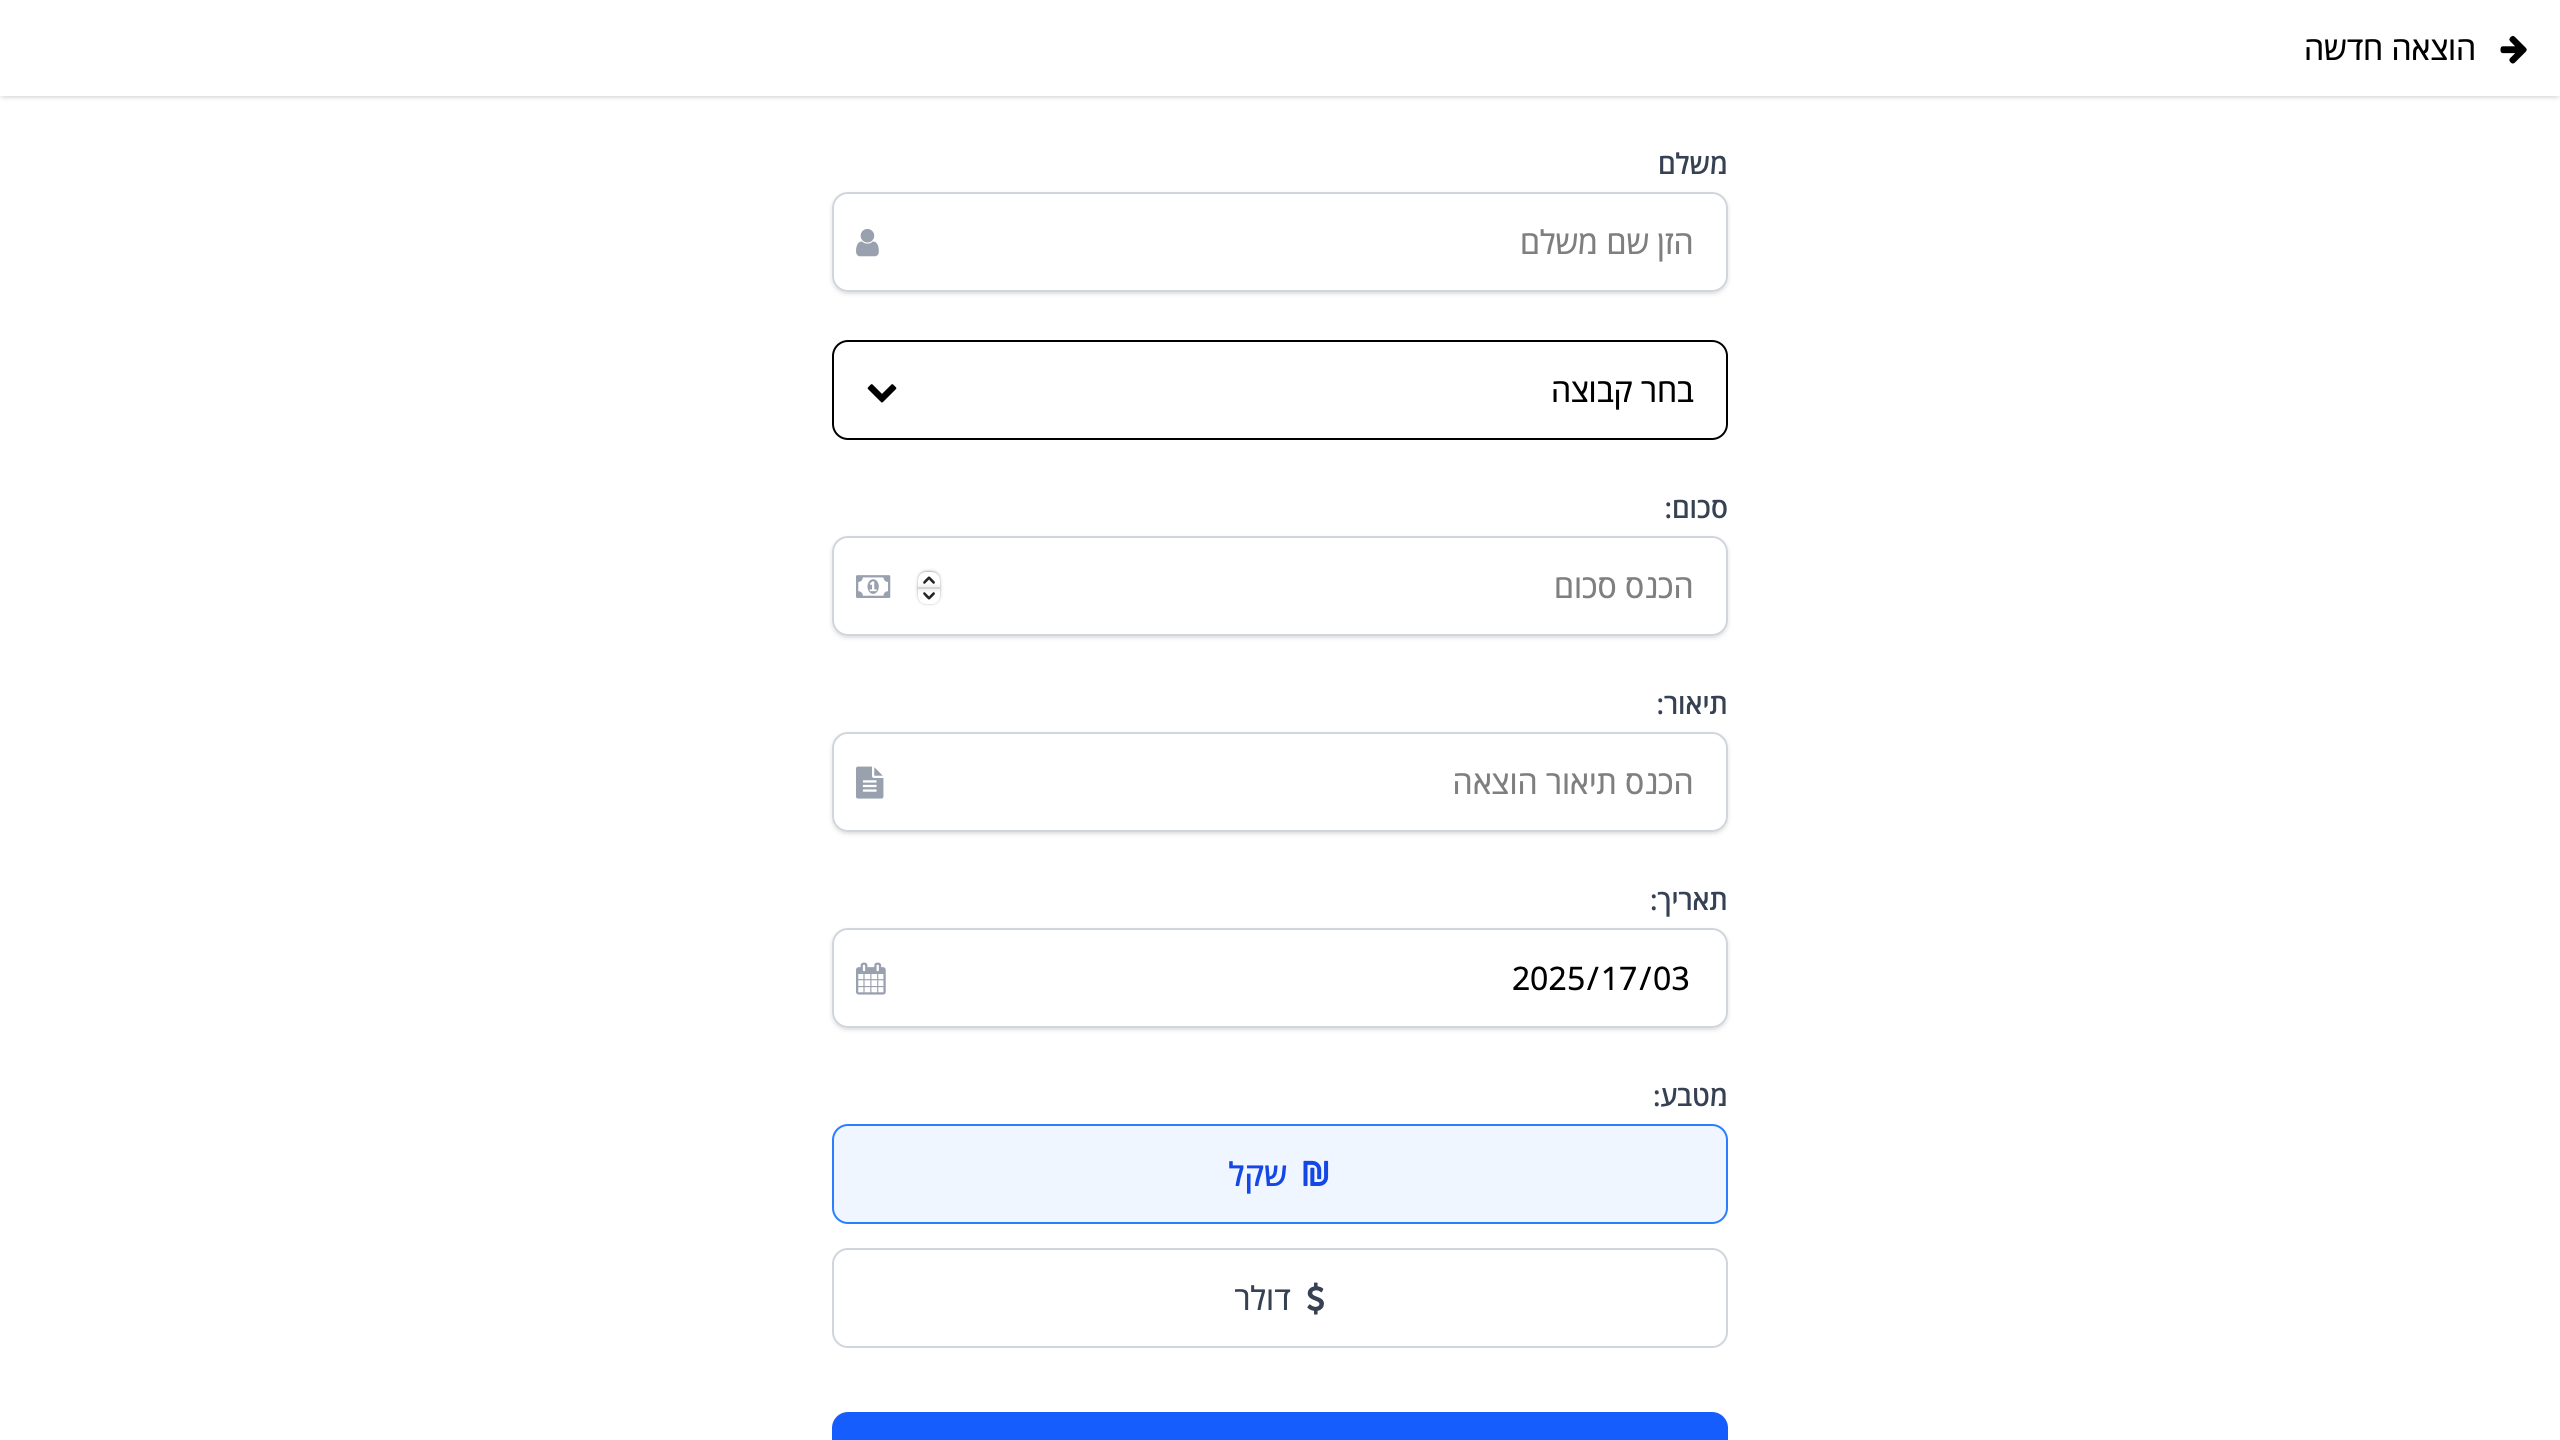 הוצאה חדשה
משלם
הזן שם משלם
בחר קבוצה
סכום:
הכנס סכום
תיאור:
הכנס תיאור הוצאה
תאריך:
2025/17/03
מטבע:
₪ שקל
$ דולר